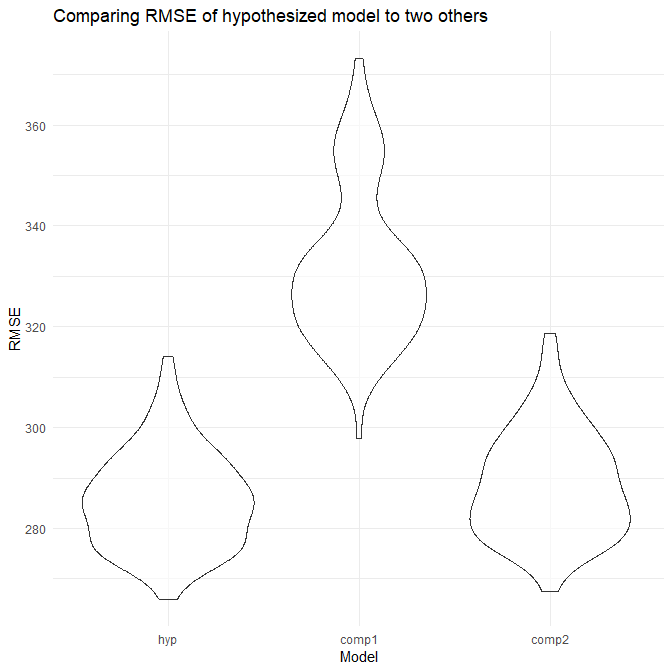 Comparing RMSE of hypothesized model to two others
360
340
320
300
280
RMSE
hyp comp1 comp2
Model